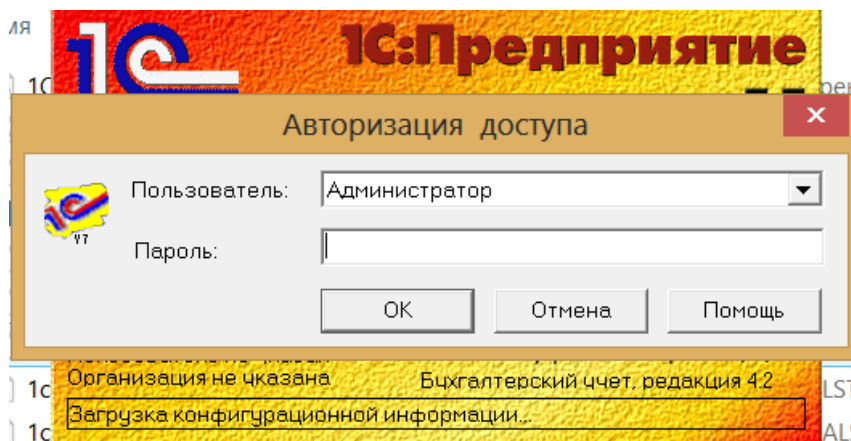 1С:Предприятие
Авторизация доступа
Пользователь:
Администратор
V7
Пароль:
OK
Отмена
Помощь
Организация не указана
Бухгалтерский учет, редакция 4.2
Загрузка конфигурационной информации...